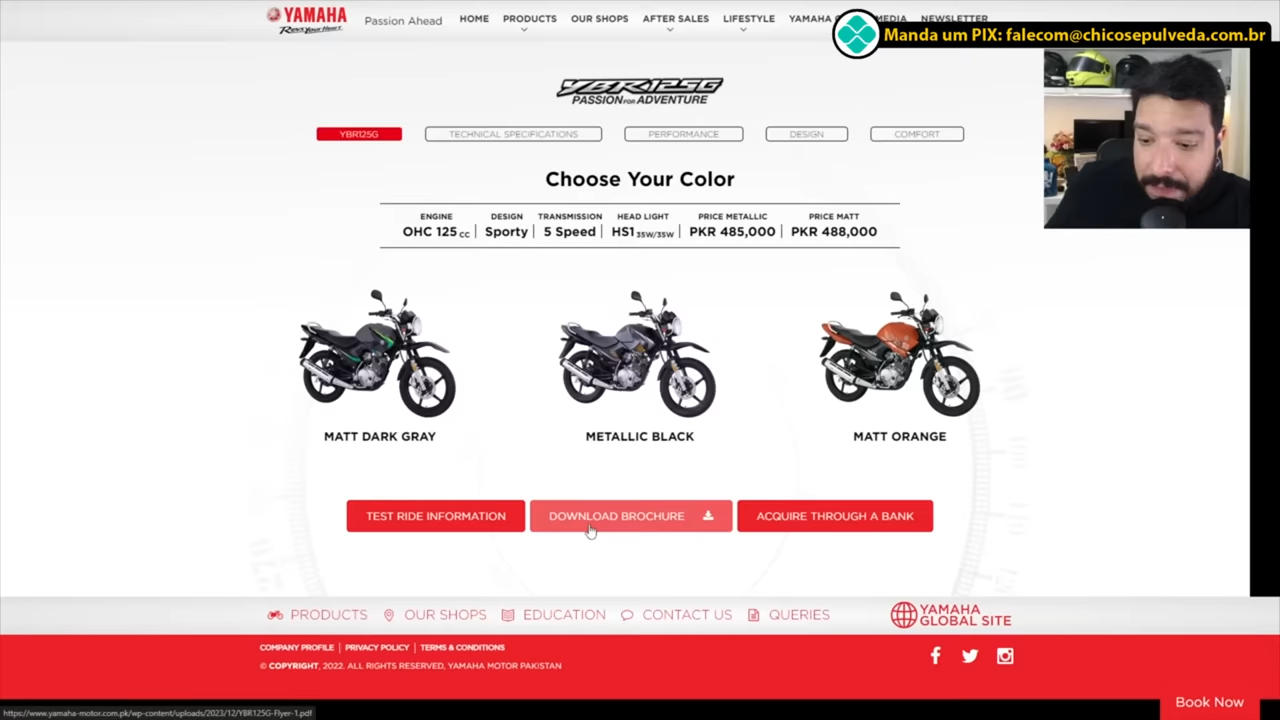 YAMAHA
Revs Your Heart
Passion Ahead
HOME
PRODUCTS
OUR SHOPS
AFTER SALES
LIFESTYLE
YAMAHA
MEDIA
NEWSLETTER
Manda um PIX: falecom@chicosepulveda.com.br
YBR125G
PASSION FOR ADVENTURE
YBR125G
TECHNICAL SPECIFICATIONS
PERFORMANCE
DESIGN
COMFORT
Choose Your Color
ENGINE
DESIGN
TRANSMISSION
HEAD LIGHT
PRICE METALLIC
PRICE MATT
OHC 125 CC
Sporty
5 Speed
HS1 35W/35W
PKR 485,000
PKR 488,000
MATT DARK GRAY
METALLIC BLACK
MATT ORANGE
TEST RIDE INFORMATION
DOWNLOAD BROCHURE
ACQUIRE THROUGH A BANK
PRODUCTS
OUR SHOPS
EDUCATION
CONTACT US
QUERIES
YAMAHA
GLOBAL SITE
COMPANY PROFILE | PRIVACY POLICY | TERMS & CONDITIONS
© COPYRIGHT, 2022. ALL RIGHTS RESERVED, YAMAHA MOTOR PAKISTAN
https://www.yamaha-motor.com.pk/wp-content/uploads/2023/12/YBR125G-Flyer-1.pdf
Book Now